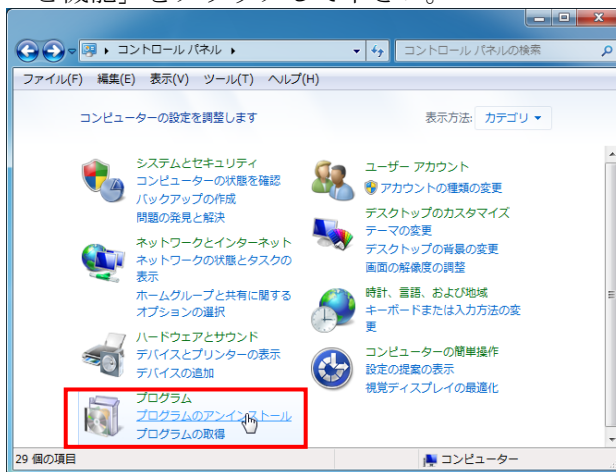 と機能」をクリックして下さい。
コントロール パネル
コントロール パネルの検索
ファイル(F) 編集(E) 表示(V) ツール(T) ヘルプ(H)
コンピューターの設定を調整します
表示方法: カテゴリ
システムとセキュリティ
コンピューターの状態を確認
バックアップの作成
問題の発見と解決
ネットワークとインターネット
ネットワークの状態とタスクの
表示
ホームグループと共有に関する
オプションの選択
ハードウェアとサウンド
デバイスとプリンターの表示
デバイスの追加
プログラム
プログラムのアンインストール
プログラムの取得
ユーザー アカウント
アカウントの種類の変更
デスクトップのカスタマイズ
テーマの変更
デスクトップの背景の変更
画面の解像度の調整
時計、言語、および地域
キーボードまたは入力方法の変
更
コンピューターの簡単操作
設定の提案の表示
視覚ディスプレイの最適化
29 個の項目
コンピューター